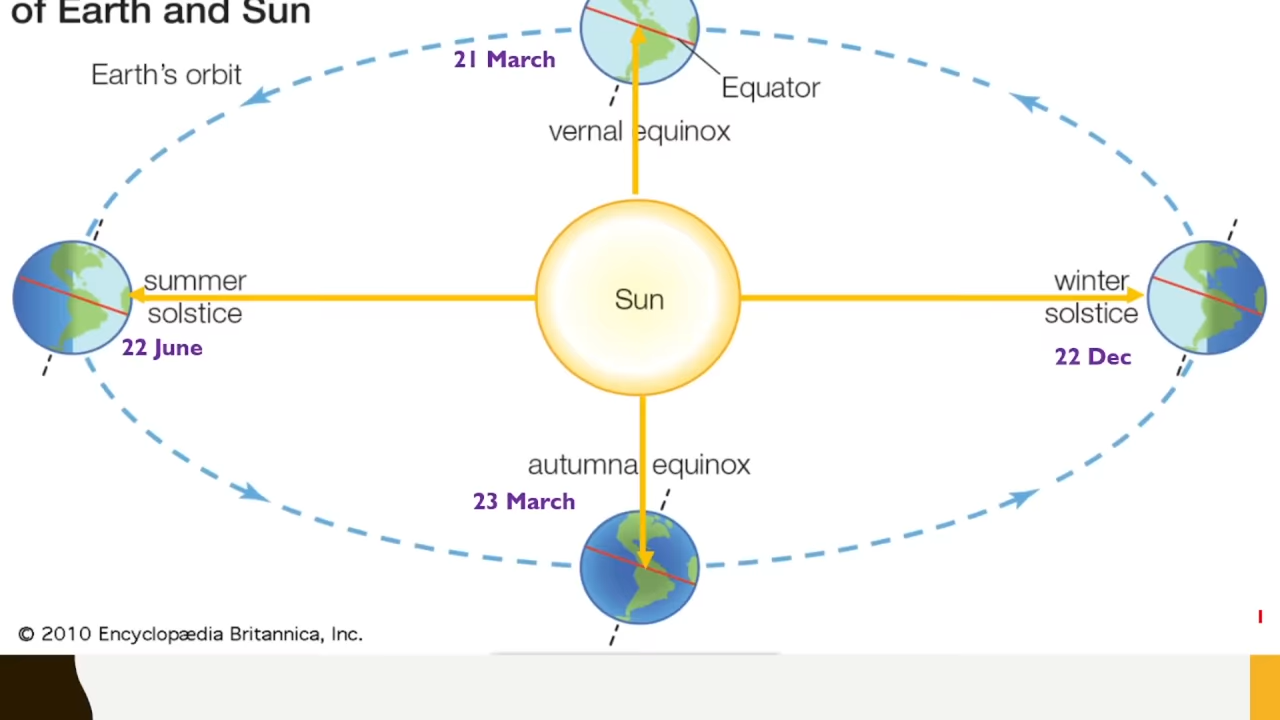 of Earth and Sun
21 March
Earth's orbit
Equator
vernal equinox
summer
solstice
22 June
Sun
winter
solstice
22 Dec
autumna equinox
23 March
© 2010 Encyclopædia Britannica, Inc.